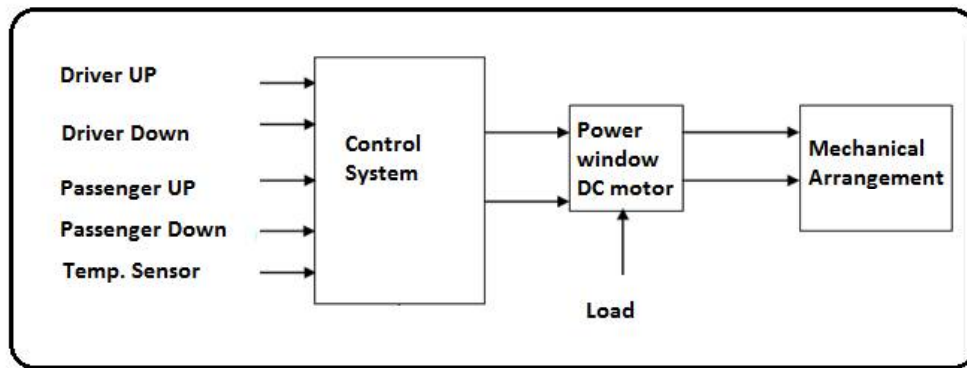 Driver UP
Driver Down
Passenger UP
Passenger Down
Temp. Sensor
Control
System
Power
window
DC motor
Load
Mechanical
Arrangement